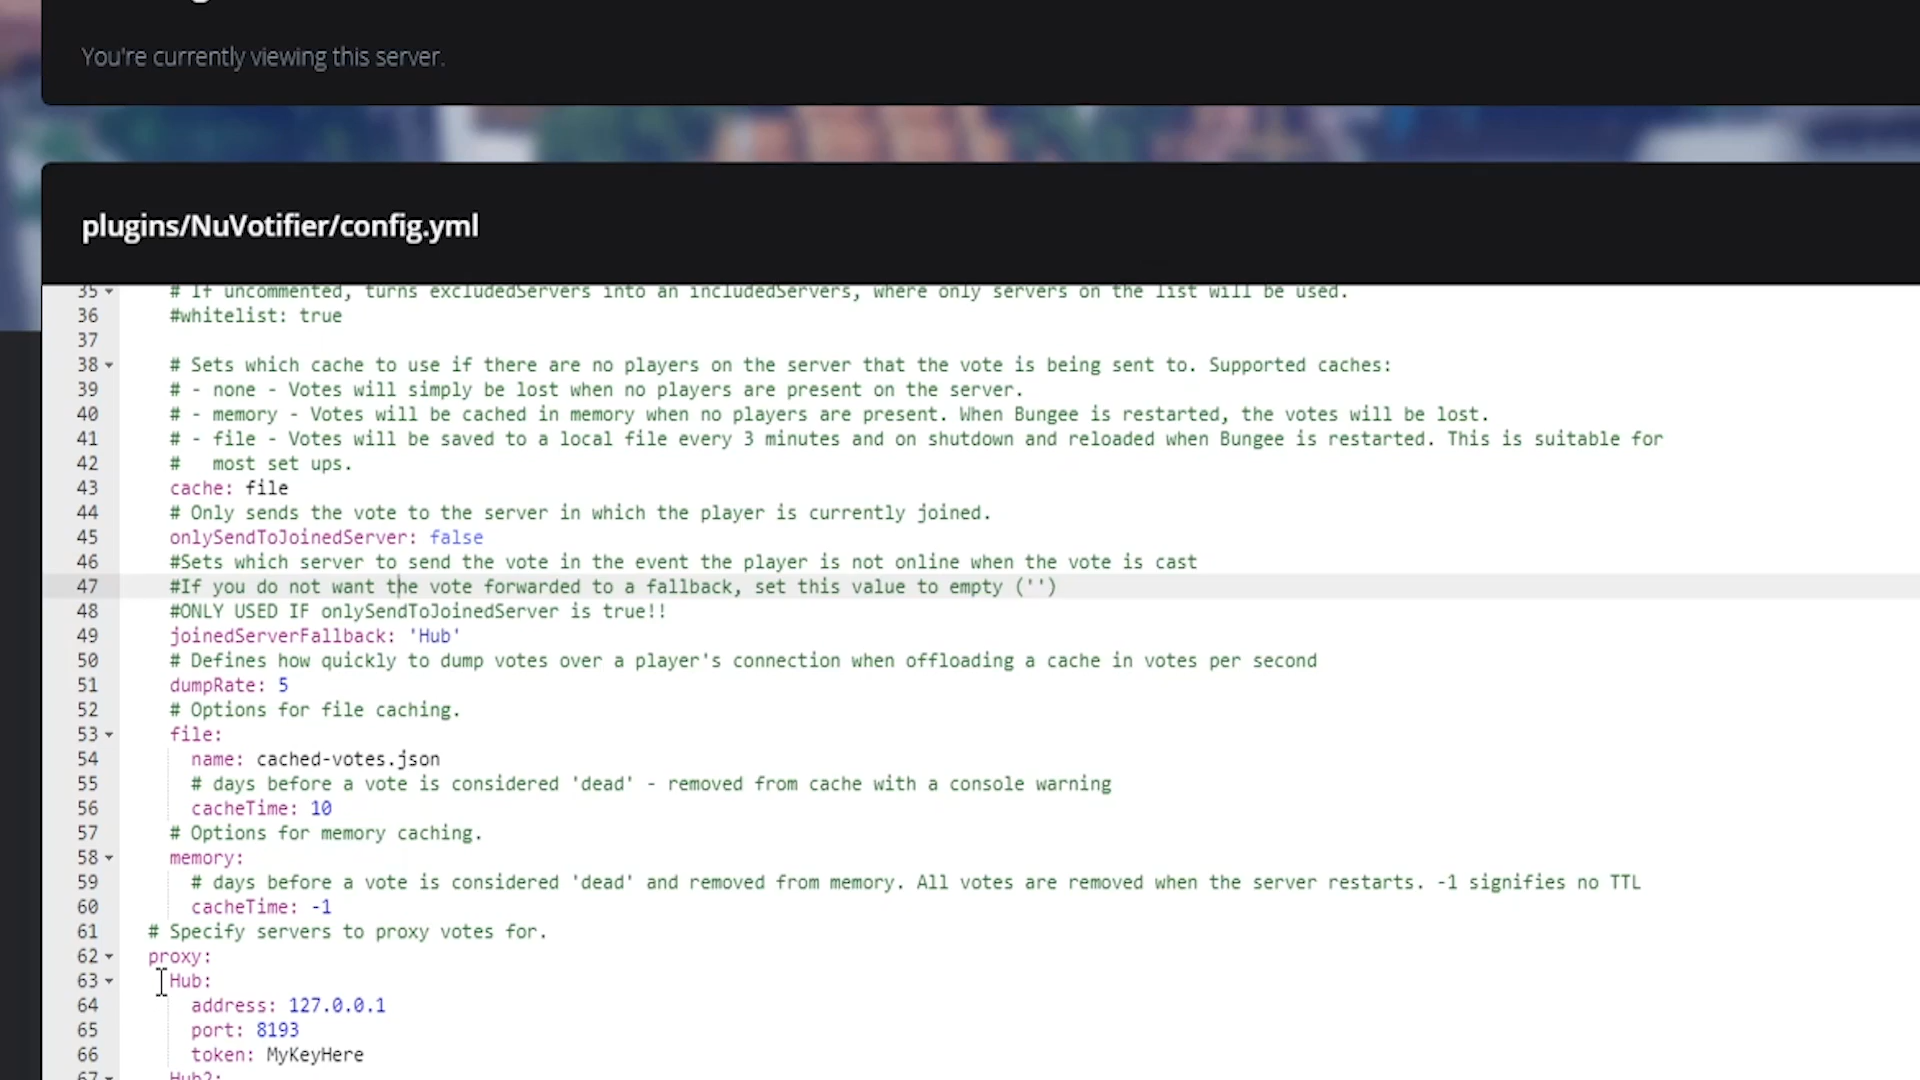 You're currently viewing this server.
plugins/NuVotifier/config.yml
35 # If uncommented, turns excludedServers into an includedServers, where only servers on the list will be used.
36 #whitelist: true
37
38 # Sets which cache to use if there are no players on the server that the vote is being sent to. Supported caches:
39 # - none - Votes will simply be lost when no players are present on the server.
40 # - memory - Votes will be cached in memory when no players are present. When Bungee is restarted, the votes will be lost.
41 # - file - Votes will be saved to a local file every 3 minutes and on shutdown and reloaded when Bungee is restarted. This is suitable for
42 #   most set ups.
43 cache: file
44 # Only sends the vote to the server in which the player is currently joined.
45 onlySendToJoinedServer: false
46 #Sets which server to send the vote in the event the player is not online when the vote is cast
47 #If you do not want the vote forwarded to a fallback, set this value to empty ('')
48 #ONLY USED IF onlySendToJoinedServer is true!!
49 joinedServerFallback: 'Hub'
50 # Defines how quickly to dump votes over a player's connection when offloading a cache in votes per second
51 dumpRate: 5
52 # Options for file caching.
53 file:
54 name: cached-votes.json
55 # days before a vote is considered 'dead' - removed from cache with a console warning
56 cacheTime: 10
57 # Options for memory caching.
58 memory:
59 # days before a vote is considered 'dead' and removed from memory. All votes are removed when the server restarts. -1 signifies no TTL
60 cacheTime: -1
61 # Specify servers to proxy votes for.
62 proxy:
63 Hub:
64 address: 127.0.0.1
65 port: 8193
66 token: MyKeyHere
67 Hub2: